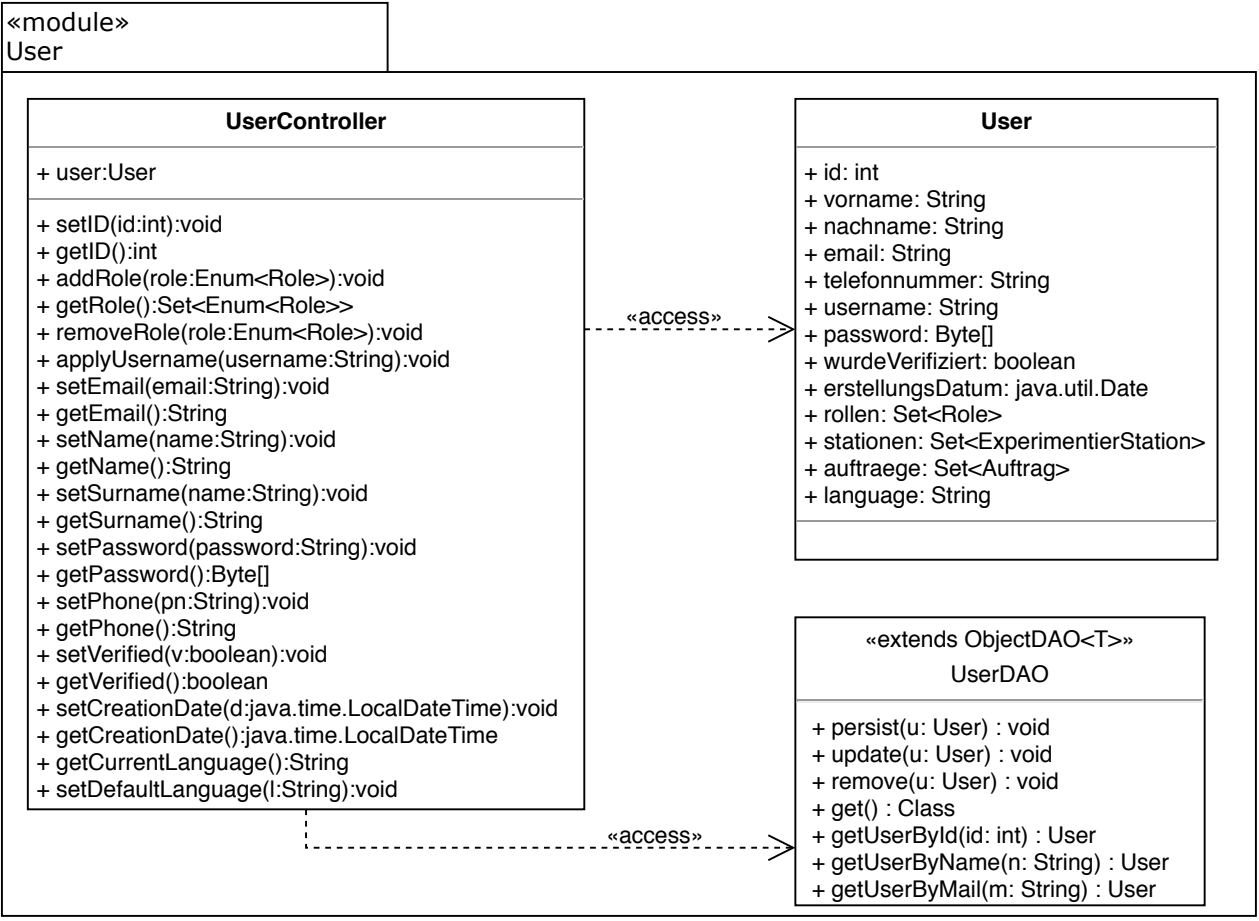 «module»
User
UserController
+ user:User
+ setID(id:int):void
+ getID():int
+ addRole(role:Enum<Role>):void
+ getRole():Set<Enum<Role>>
+ removeRole(role:Enum<Role>):void
+ applyUsername(username:String):void
+ setEmail(email:String):void
+ getEmail():String
+ setName(name:String):void
+ getName():String
+ setSurname(name:String):void
+ getSurname():String
+ setPassword(password:String):void
+ getPassword():Byte[]
+ setPhone(pn:String):void
+ getPhone():String
+ setVerified(v:boolean):void
+ getVerified():boolean
+ setCreationDate(d:java.time.LocalDateTime):void
+ getCreationDate():java.time.LocalDateTime
+ getCurrentLanguage():String
+ setDefaultLanguage(l:String):void
«access»
User
+ id: int
+ vorname: String
+ nachname: String
+ email: String
+ telefonnummer: String
+ username: String
+ password: Byte[]
+ wurdeVerifiziert: boolean
+ erstellungsDatum: java.util.Date
+ rollen: Set<Role>
+ stationen: Set<ExperimentierStation>
+ auftraege: Set<Auftrag>
+ language: String
«access»
«extends ObjectDAO<T>»
UserDAO
+ persist(u: User) : void
+ update(u: User) : void
+ remove(u: User) : void
+ get() : Class
+ getUserById(id: int) : User
+ getUserByName(n: String) : User
+ getUserByMail(m: String) : User